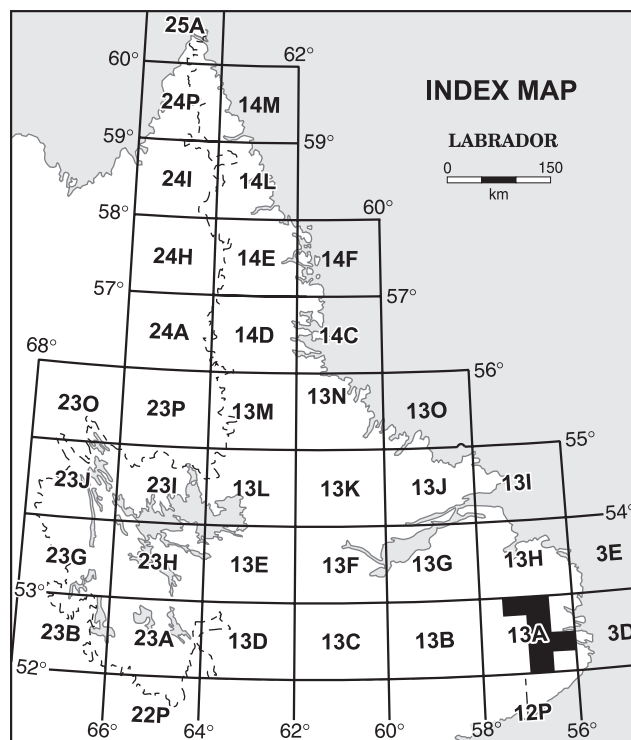 25A
60° 62°
INDEX MAP
24P 14M
LABRADOR
59° 59°
0 150
km
24I 14L
58° 60°
24H 14E 14F
57° 57°
24A 14D 14C
68° 56°
23O 23P 13M 13N 13O
55°
23J 23I 13L 13K 13J 13I
54°
23G 23H 13E 13F 13G 13H 3E
53°
23B 23A 13D 13C 13B 13A 3D
52°
22P 12P
66° 64° 62° 60° 58° 56°